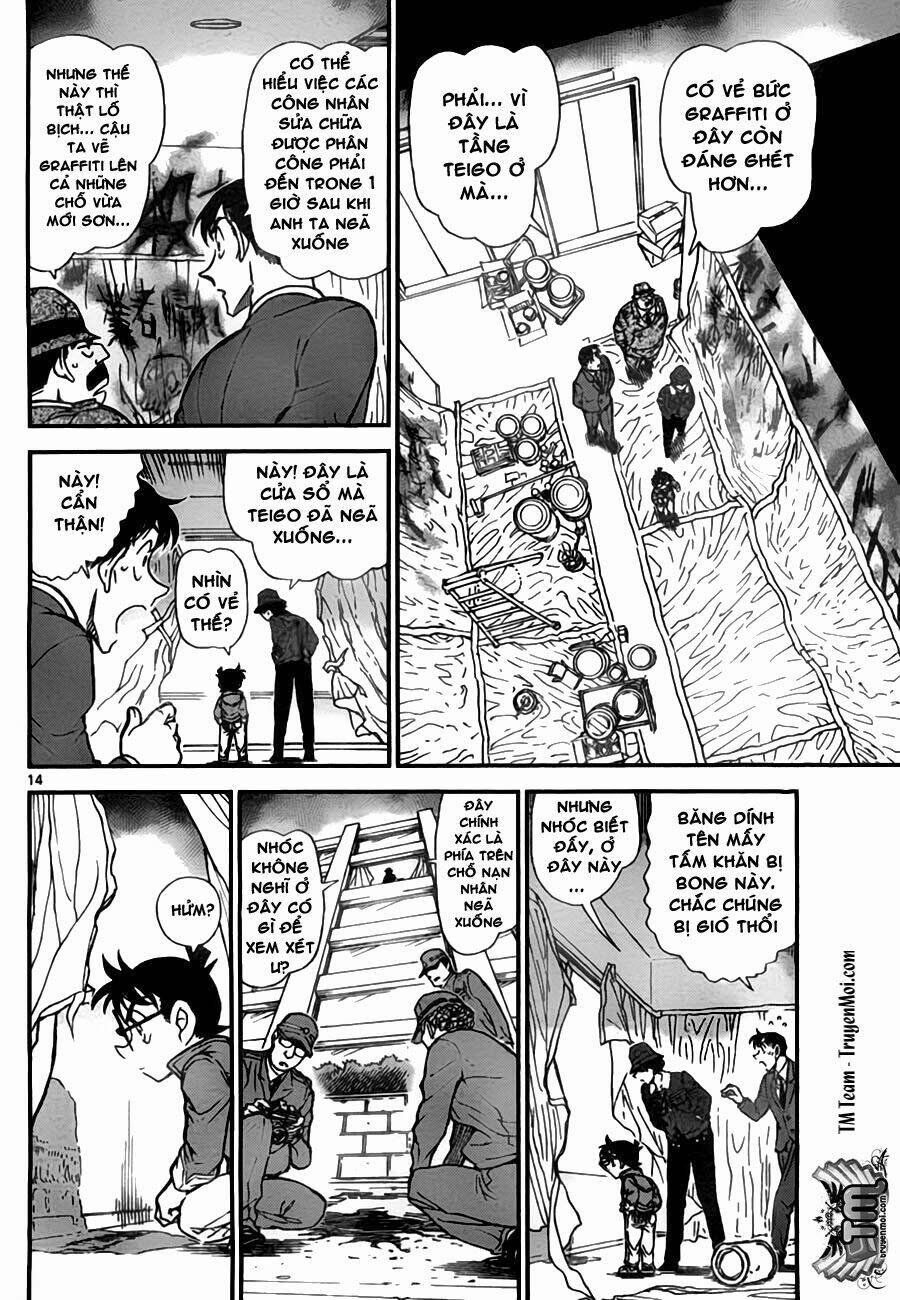 CÓ VẺ BỨC
GRAFFITI Ở
ĐÂY CÒN
ĐÁNG GHÉT
HƠN...
PHẢI... VÌ
ĐÂY LÀ
TẦNG
TEIGO Ở
MÀ...
CÓ THỂ
HIỂU VIỆC CÁC
CÔNG NHÂN
SỬA CHỮA
ĐƯỢC PHÂN
CÔNG PHẢI
ĐẾN TRONG 1
GIỜ SAU KHI
ANH TA NGÃ
XUỐNG
NHƯNG THẾ
NÀY THÌ
THẬT LỐ
BỊCH... CẬU
TA VẼ
GRAFFITI LÊN
CẢ NHỮNG
CHỖ VỪA
MỚI SƠN...
NÀY! ĐÂY LÀ
CỬA SỔ MÀ
TEIGO ĐÃ NGÃ
XUỐNG...
NHÌN
CÓ VẺ
THẾ?
NÀY!
CẨN
THẬN!
14
BĂNG DÍNH
TÊN MẤY
TẤM KHĂN BỊ
BONG NÀY.
CHẮC CHÚNG
BỊ GIÓ THỔI
NHƯNG
NHÓC BIẾT
ĐẤY, Ở
ĐÂY NÀY
...
ĐÂY
CHÍNH
XÁC LÀ
PHÍA TRÊN
CHỖ NẠN
NHÂN
NGÃ
XUỐNG
NHÓC
KHÔNG
NGHĨ Ở
ĐÂY CÓ
GÌ ĐỂ
XEM XÉT
Ư?
HỬM?
TM Team - TruyenMoi.com
TM
truyenmoi.com